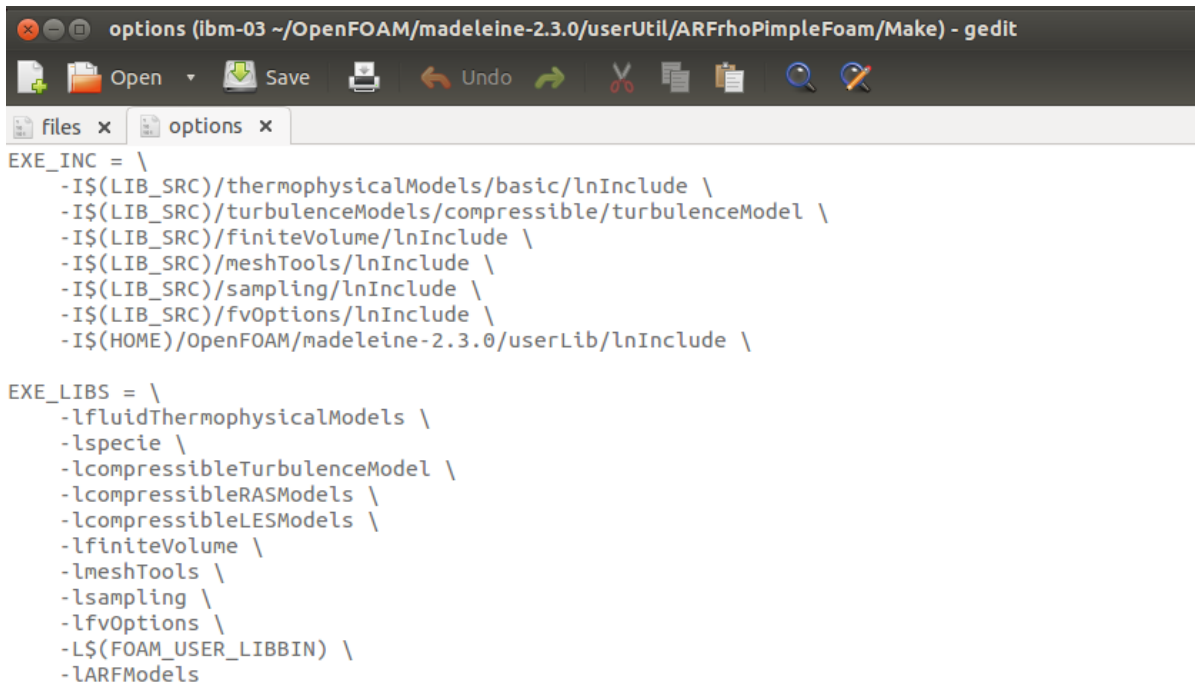 options (ibm-03 ~/OpenFOAM/madeleine-2.3.0/userUtil/ARFrhoPimpleFoam/Make) - gedit
Open Save Undo
files options
EXE_INC = \
    -I$(LIB_SRC)/thermophysicalModels/basic/lnInclude \
    -I$(LIB_SRC)/turbulenceModels/compressible/turbulenceModel \
    -I$(LIB_SRC)/finiteVolume/lnInclude \
    -I$(LIB_SRC)/meshTools/lnInclude \
    -I$(LIB_SRC)/sampling/lnInclude \
    -I$(LIB_SRC)/fvOptions/lnInclude \
    -I$(HOME)/OpenFOAM/madeleine-2.3.0/userLib/lnInclude \
EXE_LIBS = \
    -lfluidThermophysicalModels \
    -lspecie \
    -lcompressibleTurbulenceModel \
    -lcompressibleRASModels \
    -lcompressibleLESModels \
    -lfiniteVolume \
    -lmeshTools \
    -lsampling \
    -lfvOptions \
    -L$(FOAM_USER_LIBBIN) \
    -lARFModels